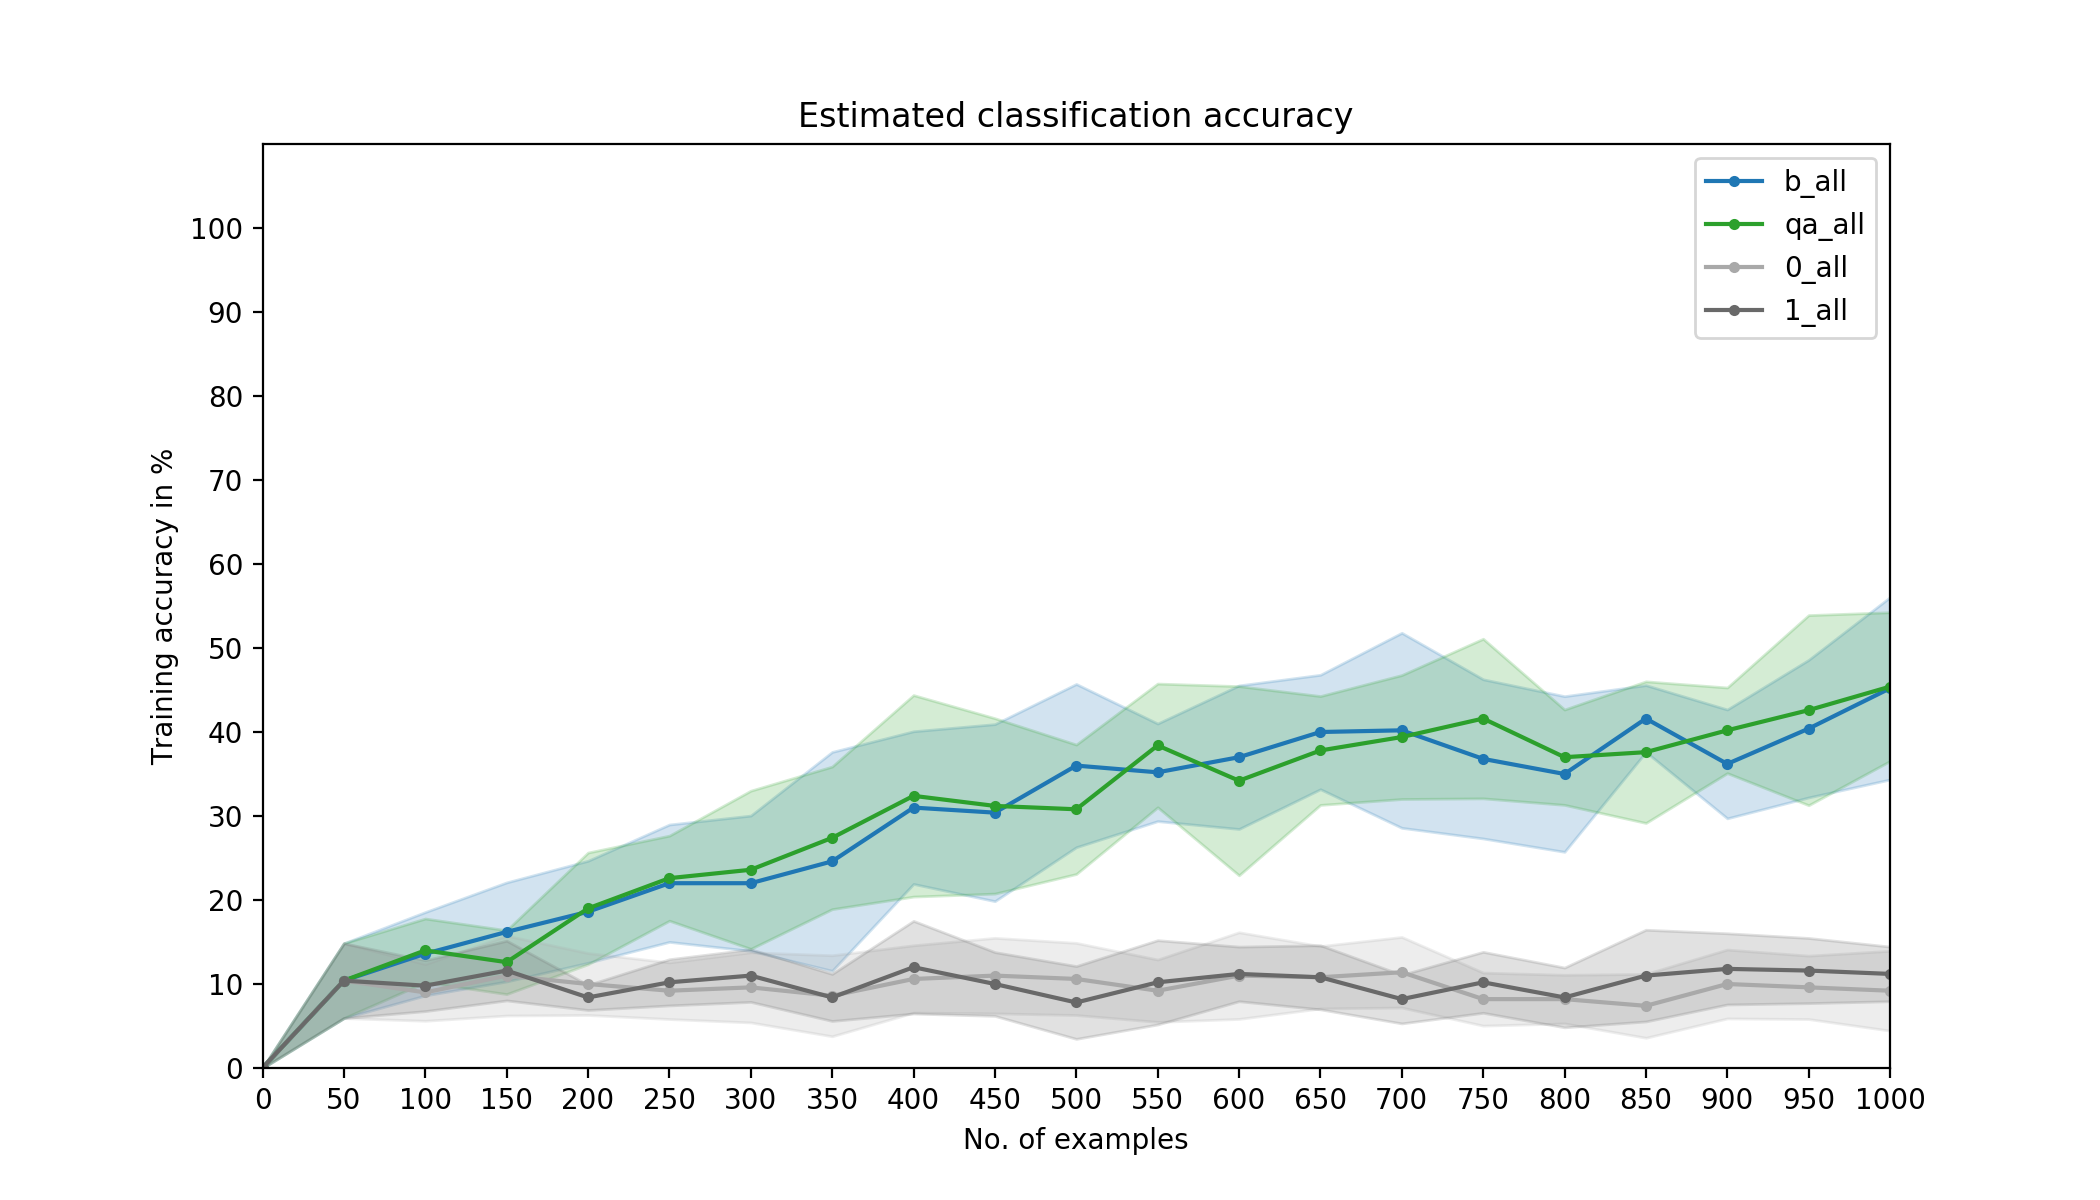 Estimated classification accuracy
b_all
qa_all
0_all
1_all
100
90
80
70
60
50
40
30
20
10
0
Training accuracy in %
0 50 100 150 200 250 300 350 400 450 500 550 600 650 700 750 800 850 900 950 1000
No. of examples